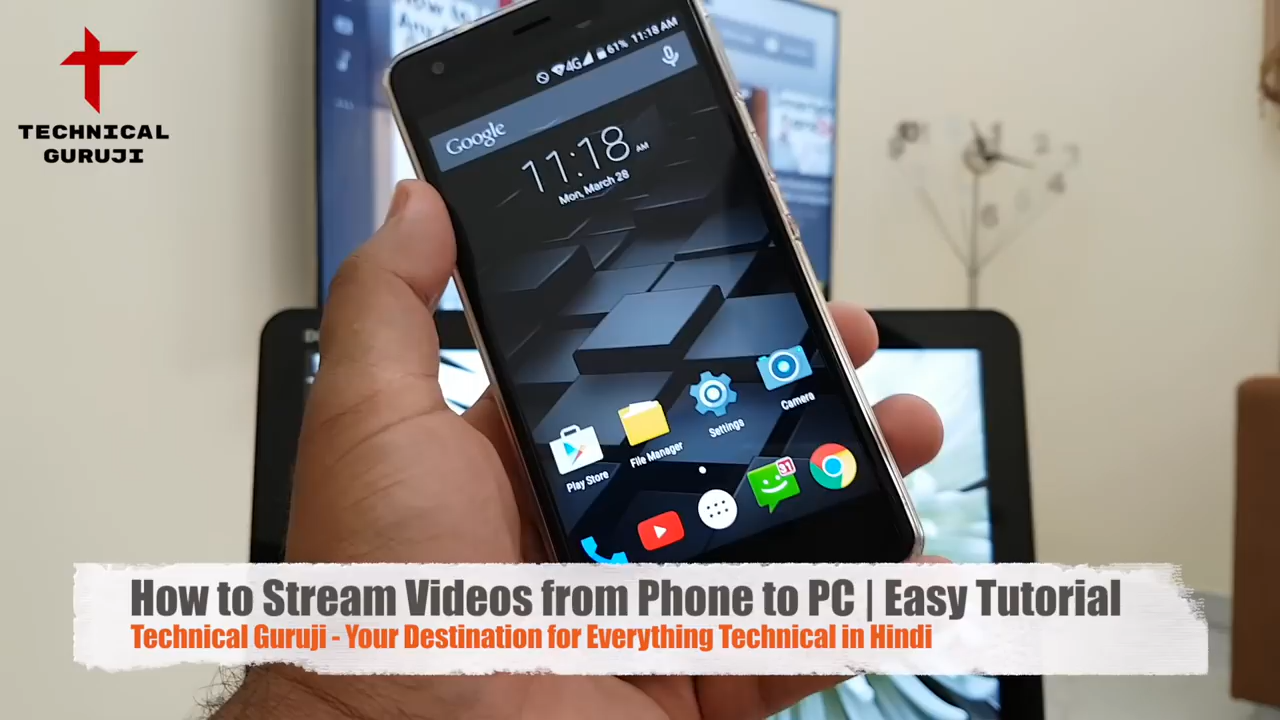 TECHNICAL
GURUJI
4G 61% 11:18 AM
Google
11:18 AM
Mon, March 28
Play Store
File Manager
Settings
Camera
31
How to Stream Videos from Phone to PC | Easy Tutorial
Technical Guruji - Your Destination for Everything Technical in Hindi